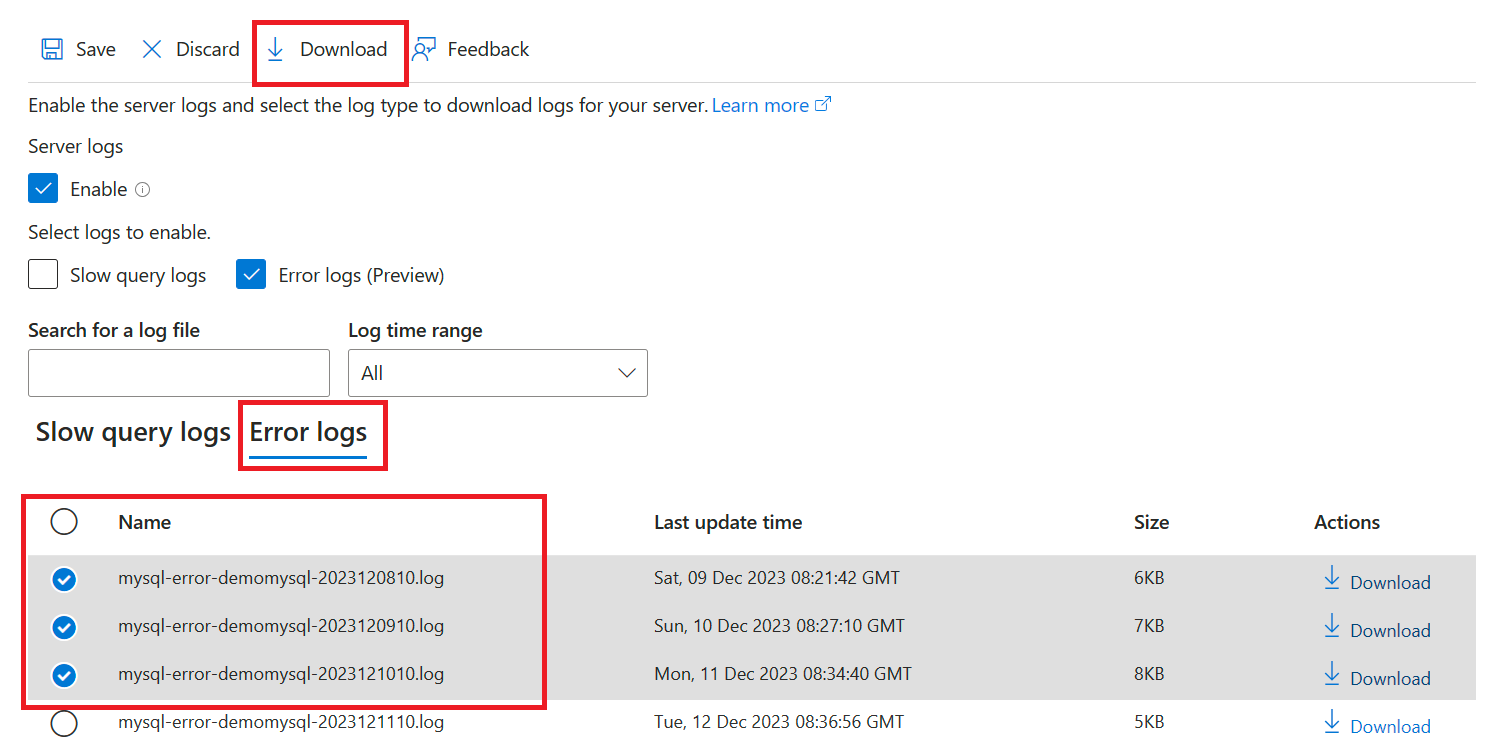 Save Discard Download Feedback
Enable the server logs and select the log type to download logs for your server. Learn more
Server logs
Enable
Select logs to enable.
Slow query logs Error logs (Preview)
Search for a log file Log time range
All
Slow query logs Error logs
Name Last update time Size Actions
mysql-error-demomysql-2023120810.log Sat, 09 Dec 2023 08:21:42 GMT 6KB Download
mysql-error-demomysql-2023120910.log Sun, 10 Dec 2023 08:27:10 GMT 7KB Download
mysql-error-demomysql-2023121010.log Mon, 11 Dec 2023 08:34:40 GMT 8KB Download
mysql-error-demomysql-2023121110.log Tue, 12 Dec 2023 08:36:56 GMT 5KB Download